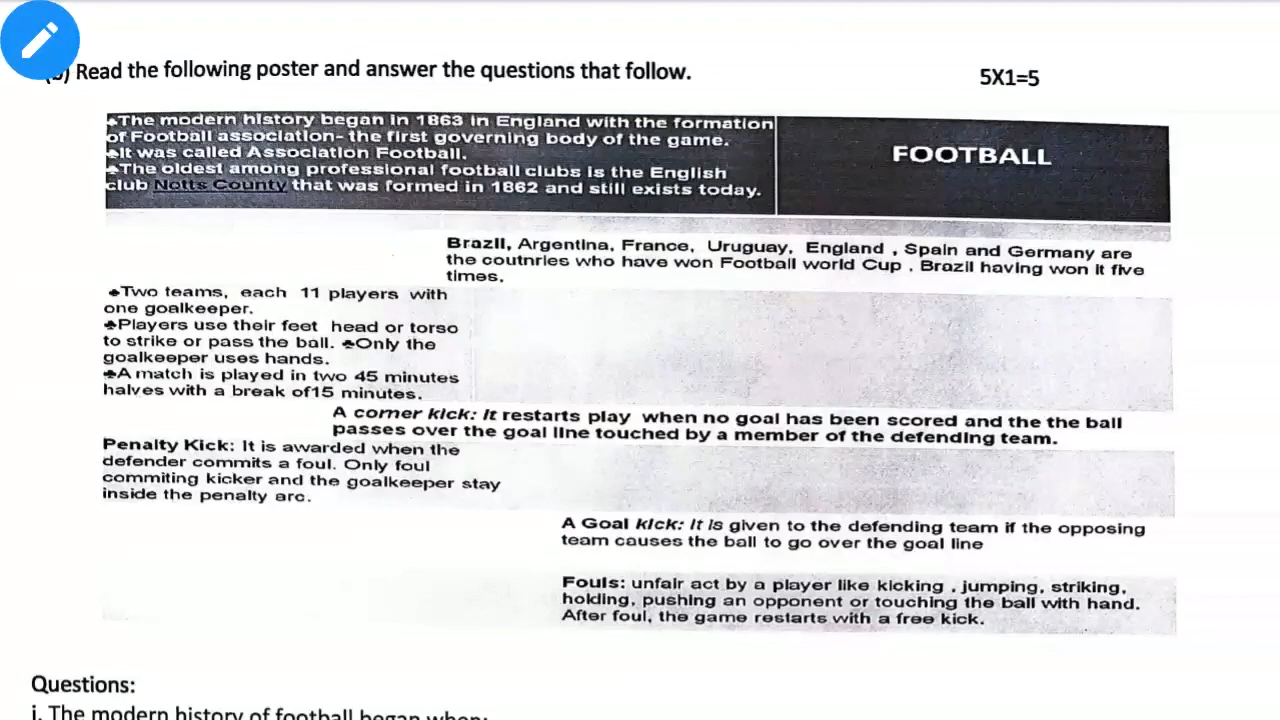 (b) Read the following poster and answer the questions that follow. 5X1=5
♣The modern history began in 1863 in England with the formation
of Football association- the first governing body of the game.
♣It was called Association Football.
♣The oldest among professional football clubs is the English
club Notts County that was formed in 1862 and still exists today.
FOOTBALL
Brazil, Argentina, France, Uruguay, England , Spain and Germany are
the coutnries who have won Football world Cup . Brazil having won it five
times.
♣Two teams, each 11 players with
one goalkeeper.
♣Players use their feet head or torso
to strike or pass the ball. ♣Only the
goalkeeper uses hands.
♣A match is played in two 45 minutes
halves with a break of15 minutes.
A corner kick: It restarts play when no goal has been scored and the the ball
passes over the goal line touched by a member of the defending team.
Penalty Kick: It is awarded when the
defender commits a foul. Only foul
commiting kicker and the goalkeeper stay
inside the penalty arc.
A Goal kick: It is given to the defending team if the opposing
team causes the ball to go over the goal line
Fouls: unfair act by a player like kicking , jumping, striking,
holding, pushing an opponent or touching the ball with hand.
After foul, the game restarts with a free kick.
Questions:
i. The modern history of football began when: